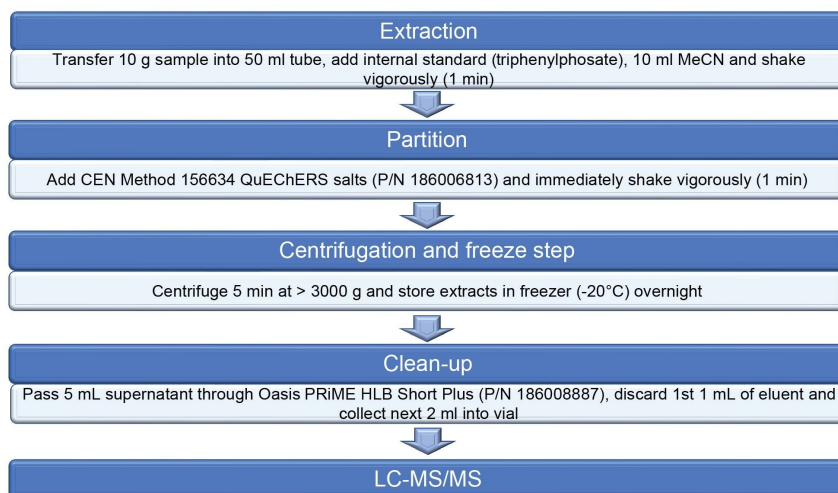 Extraction
Transfer 10 g sample into 50 ml tube, add internal standard (triphenylphosate), 10 ml MeCN and shake
vigorously (1 min)
Partition
Add CEN Method 156634 QuEChERS salts (P/N 186006813) and immediately shake vigorously (1 min)
Centrifugation and freeze step
Centrifuge 5 min at > 3000 g and store extracts in freezer (-20°C) overnight
Clean-up
Pass 5 mL supernatant through Oasis PRiME HLB Short Plus (P/N 186008887), discard 1st 1 mL of eluent and
collect next 2 ml into vial
LC-MS/MS